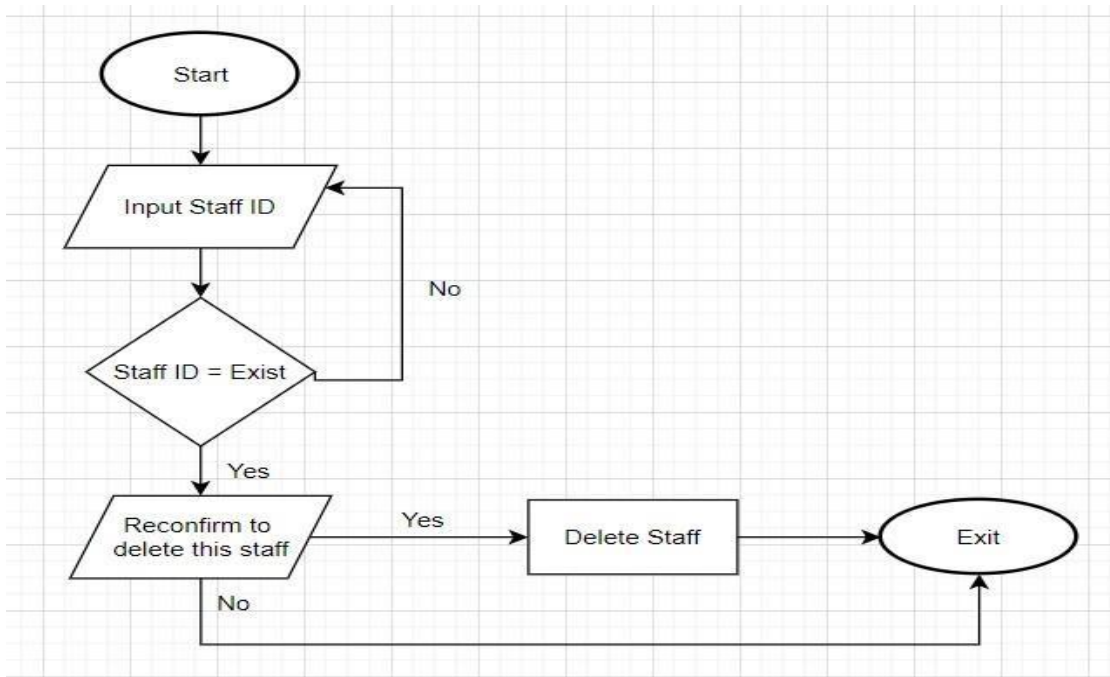 Start
Input Staff ID
No
Staff ID = Exist
Yes
Reconfirm to
delete this staff
Yes
Delete Staff
Exit
No